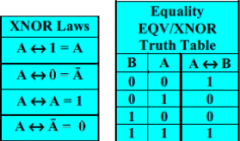 XNOR Laws
A ↔ 1 = A
A ↔ 0 = Ā
A ↔ A = 1
A ↔ Ā = 0
Equality
EQV/XNOR
Truth Table
B A A ↔ B
0 0 1
0 1 0
1 0 0
1 1 1